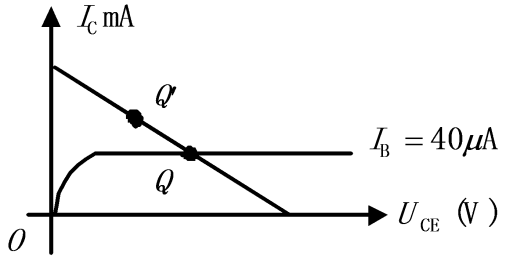 I_C mA
Q'
I_B = 40μA
Q
O
U_CE (V)